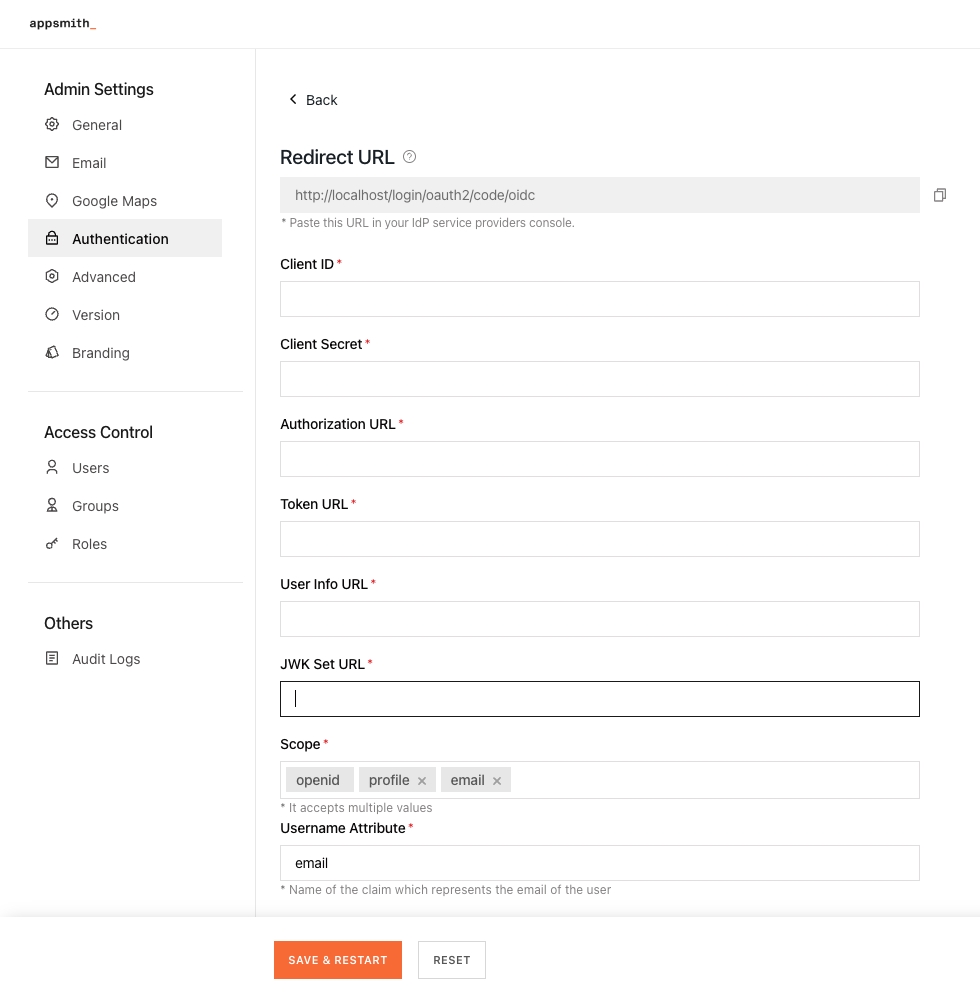 appsmith_
Admin Settings
General
Email
Google Maps
Authentication
Advanced
Version
Branding
Access Control
Users
Groups
Roles
Others
Audit Logs
Back
Redirect URL
http://localhost/login/oauth2/code/oidc
* Paste this URL in your IdP service providers console.
Client ID *
Client Secret *
Authorization URL *
Token URL *
User Info URL *
JWK Set URL *
Scope *
openid profile × email ×
* It accepts multiple values
Username Attribute *
email
* Name of the claim which represents the email of the user
SAVE & RESTART RESET